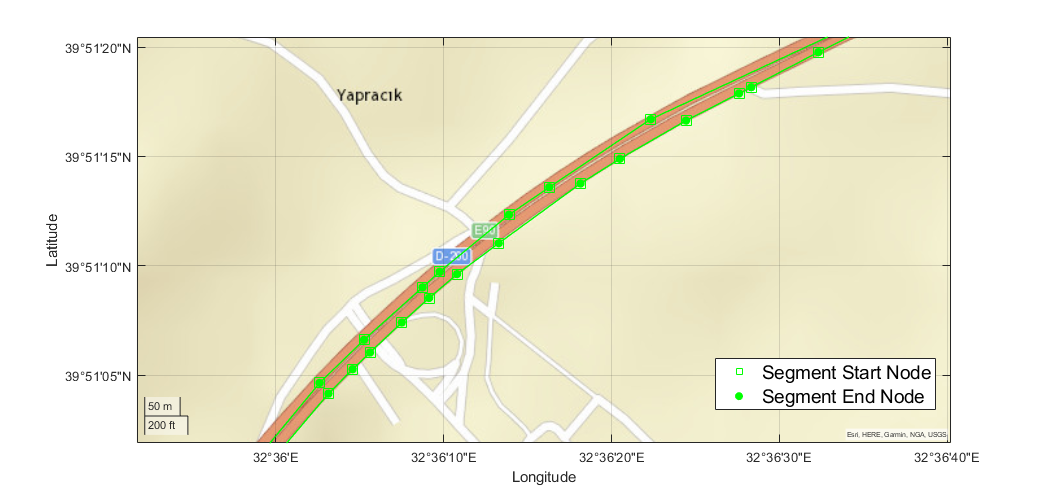 39°51'20"N
39°51'15"N
39°51'10"N
39°51'05"N
Latitude
Yapracık
E90
D-200
50 m
200 ft
Segment Start Node
Segment End Node
Esri, HERE, Garmin, NGA, USGS
32°36'E
32°36'10"E
32°36'20"E
32°36'30"E
32°36'40"E
Longitude